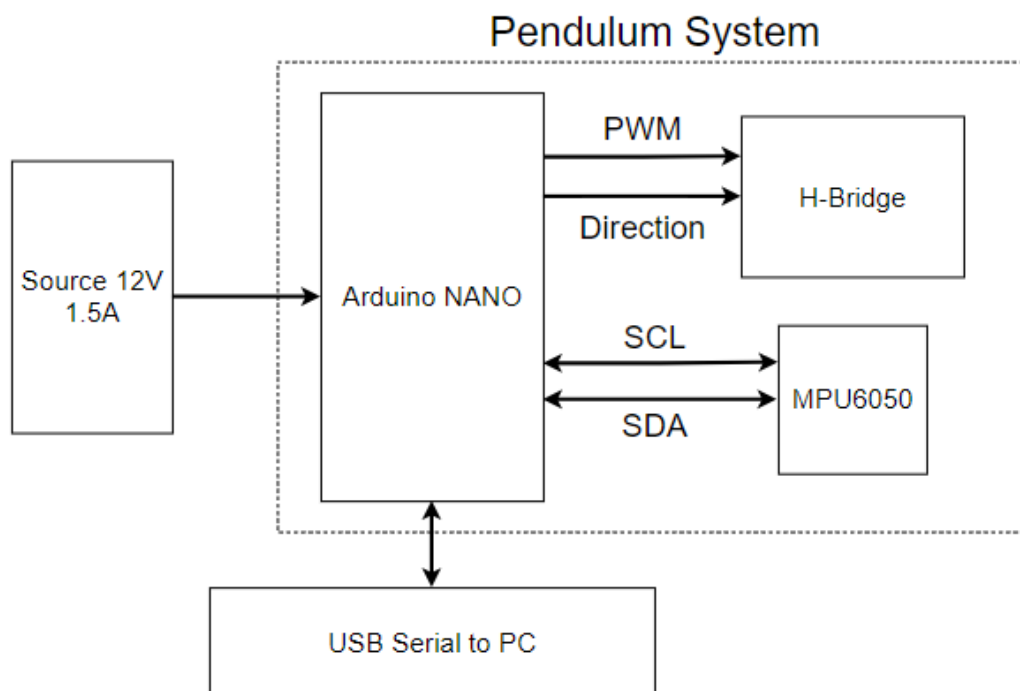 Pendulum System
PWM
H-Bridge
Direction
Source 12V
1.5A
Arduino NANO
SCL
MPU6050
SDA
USB Serial to PC